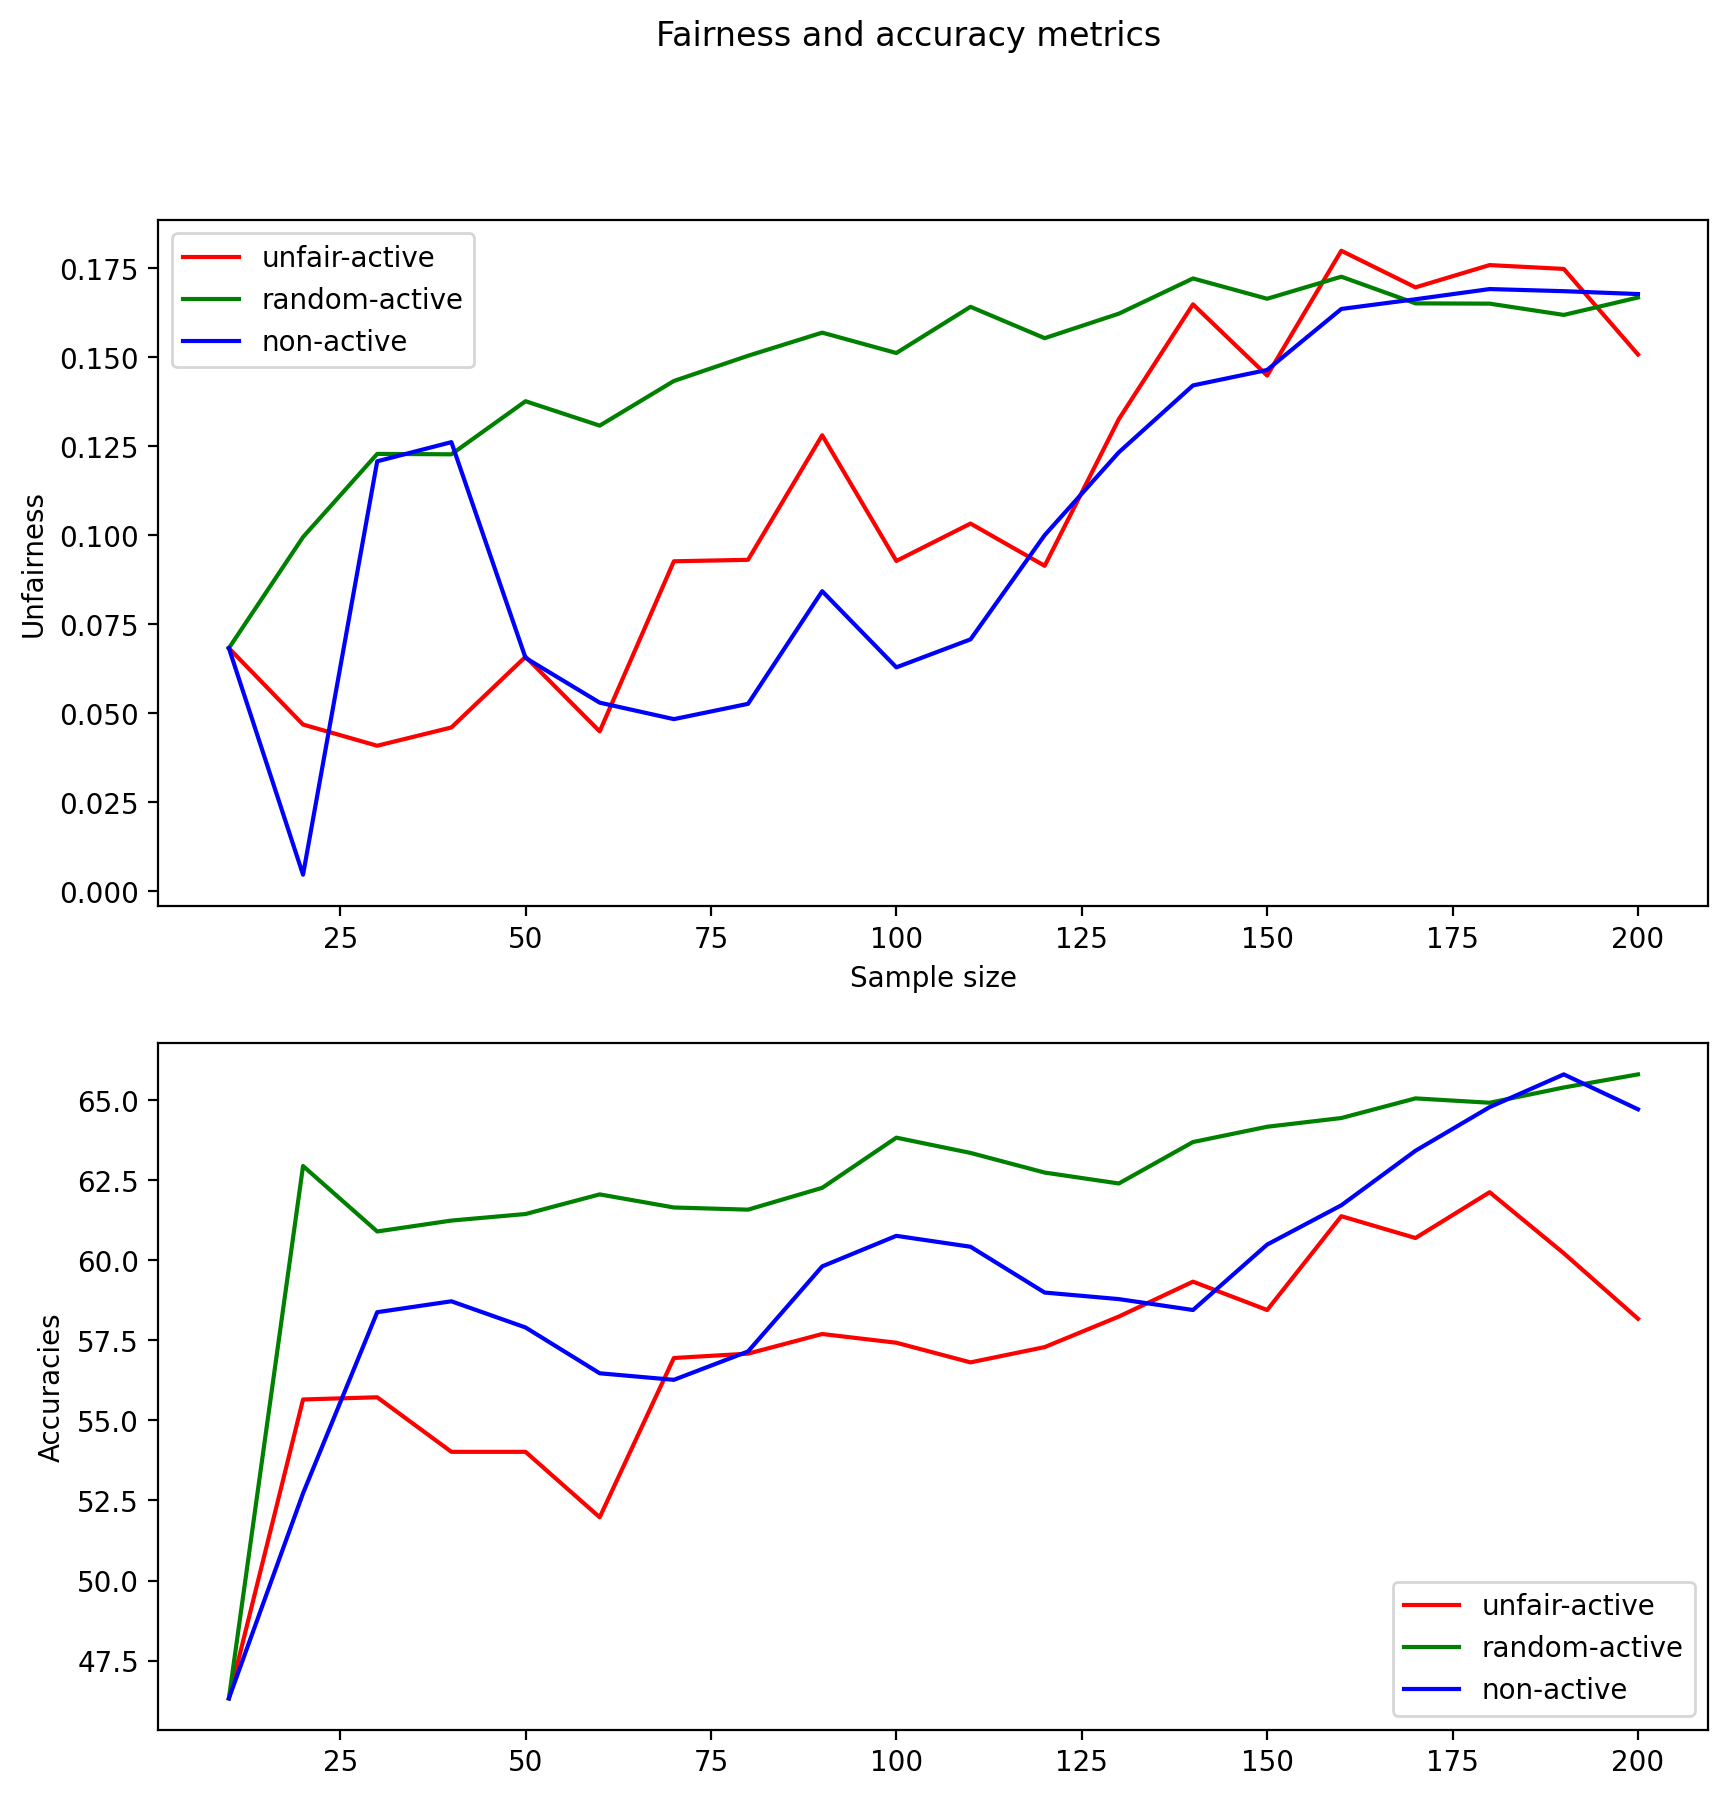 Fairness and accuracy metrics
unfair-active
random-active
non-active
0.175
0.150
0.125
0.100
0.075
0.050
0.025
0.000
Unfairness
25 50 75 100 125 150 175 200
Sample size
65.0
62.5
60.0
57.5
55.0
52.5
50.0
47.5
Accuracies
unfair-active
random-active
non-active
25 50 75 100 125 150 175 200